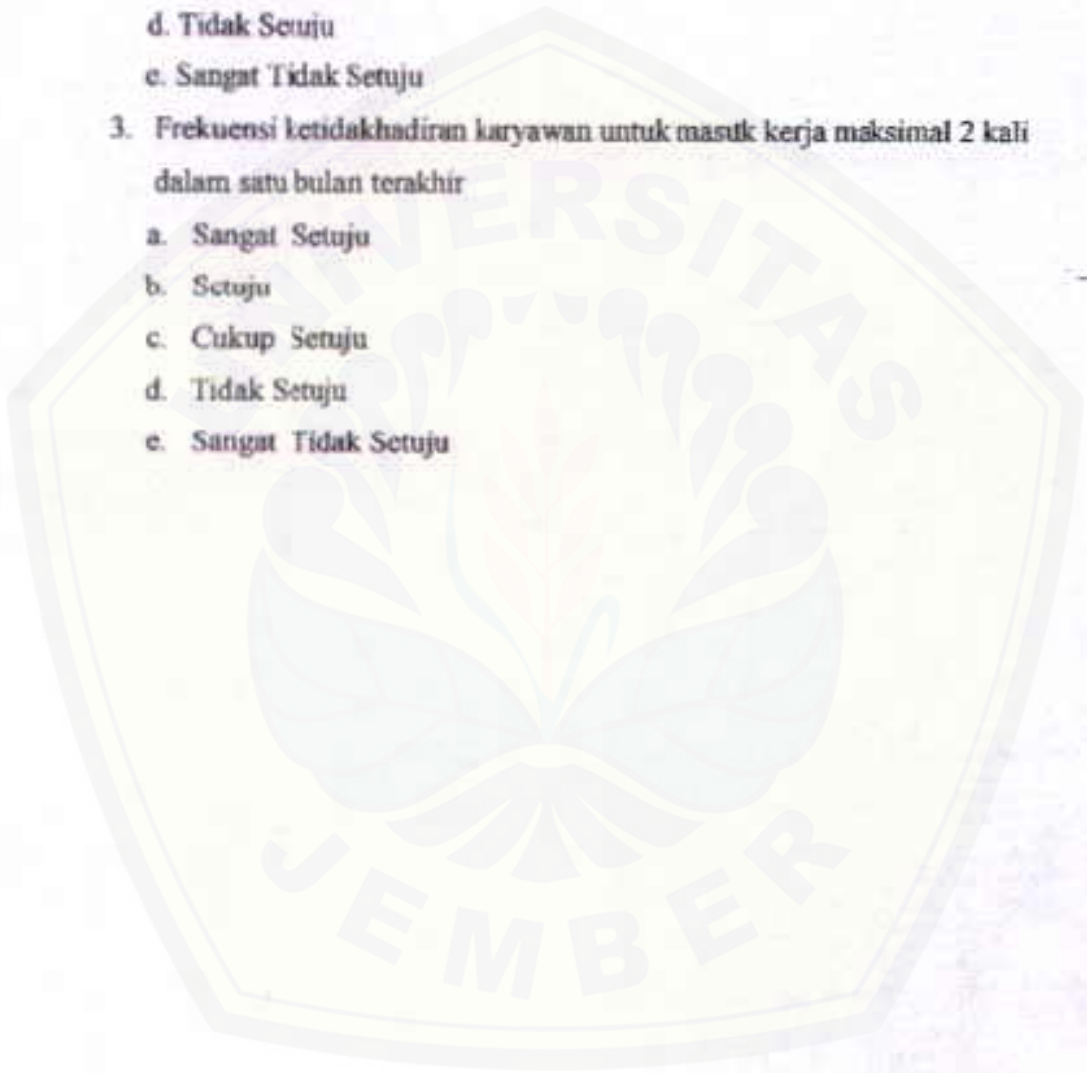 d. Tidak Setuju
e. Sangat Tidak Setuju
3. Frekuensi ketidakhadiran karyawan untuk masuk kerja maksimal 2 kali
dalam satu bulan terakhir
a. Sangat Setuju
b. Setuju
c. Cukup Setuju
d. Tidak Setuju
e. Sangat Tidak Setuju
UNIVERSITAS
JEMBER